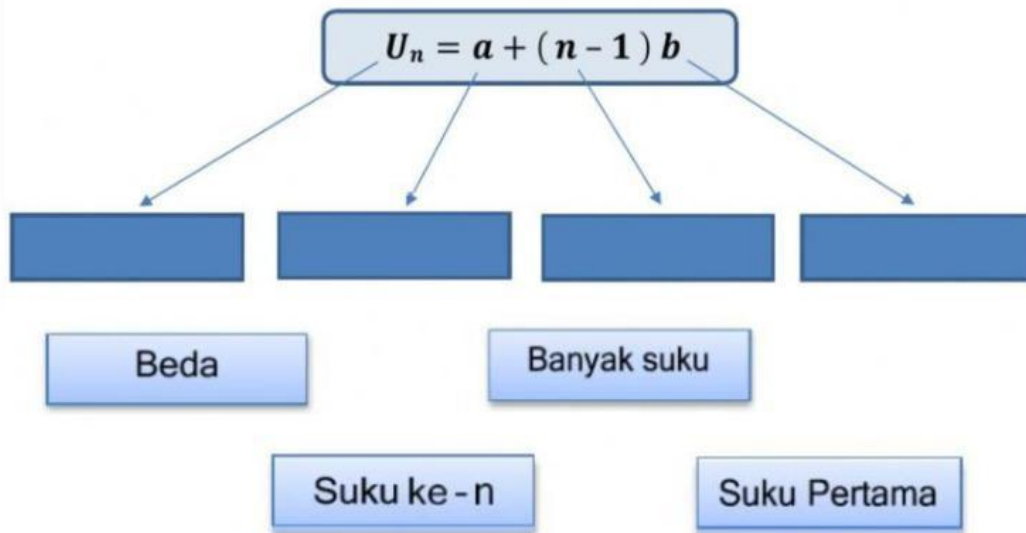 Uₙ = a + ( n - 1 ) b
Beda
Banyak suku
Suku ke - n
Suku Pertama